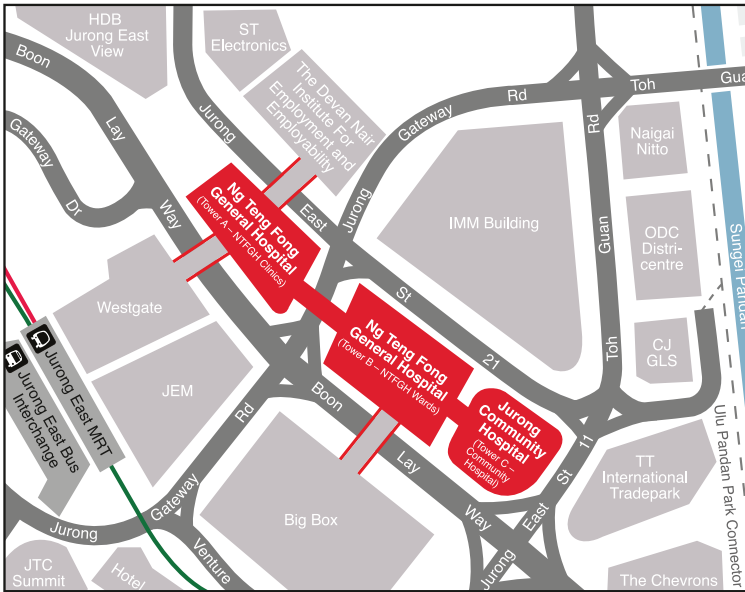 HDB
Jurong East
View
ST
Electronics
The Devan Nair
Institute For
Employment and
Employability
Boon
Lay
Way
Gateway
Dr
Jurong
East
St
21
Jurong
Gateway
Rd
Toh
Gua
Rd
Guan
Toh
Naigai
Nitto
ODC
Distri-
centre
CJ
GLS
Sungei Pandan
Ulu Pandan Park Connector
IMM Building
Ng Teng Fong
General Hospital
(Tower A – NTFGH Clinics)
Ng Teng Fong
General Hospital
(Tower B – NTFGH Wards)
Jurong
Community
Hospital
(Tower C –
Community
Hospital)
Westgate
JEM
Jurong East MRT
Jurong East Bus
Interchange
Boon
Lay
Way
Rd
Gateway
Jurong
Venture
Big Box
11
St
East
Jurong
TT
International
Tradepark
The Chevrons
JTC
Summit
Hotel